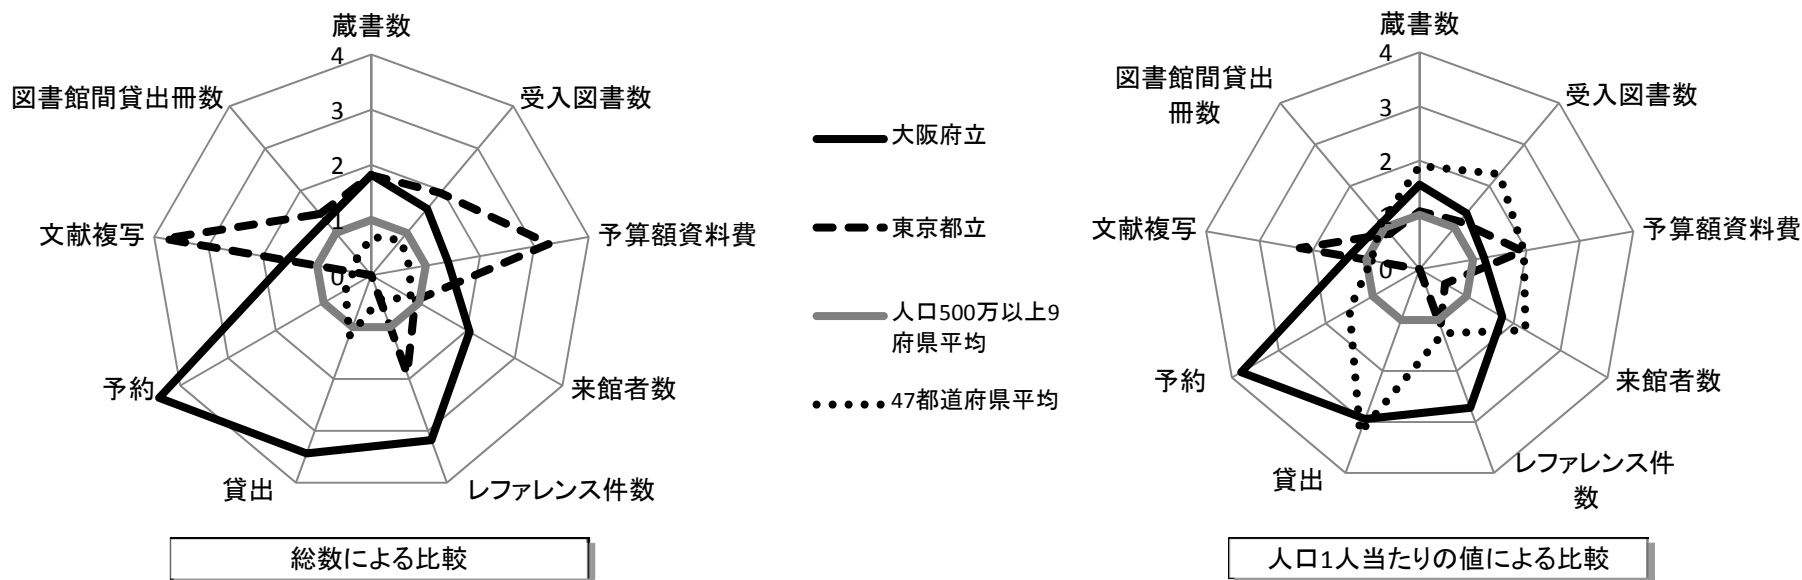 蔵書数
4
3
2
1
0
受入図書数
予算額資料費
来館者数
レファレンス件数
貸出
予約
文献複写
図書館間貸出冊数
総数による比較
大阪府立
東京都立
人口500万以上9
府県平均
47都道府県平均
蔵書数
4
3
2
1
0
受入図書数
予算額資料費
来館者数
レファレンス件
数
貸出
予約
文献複写
図書館間貸出
冊数
人口1人当たりの値による比較